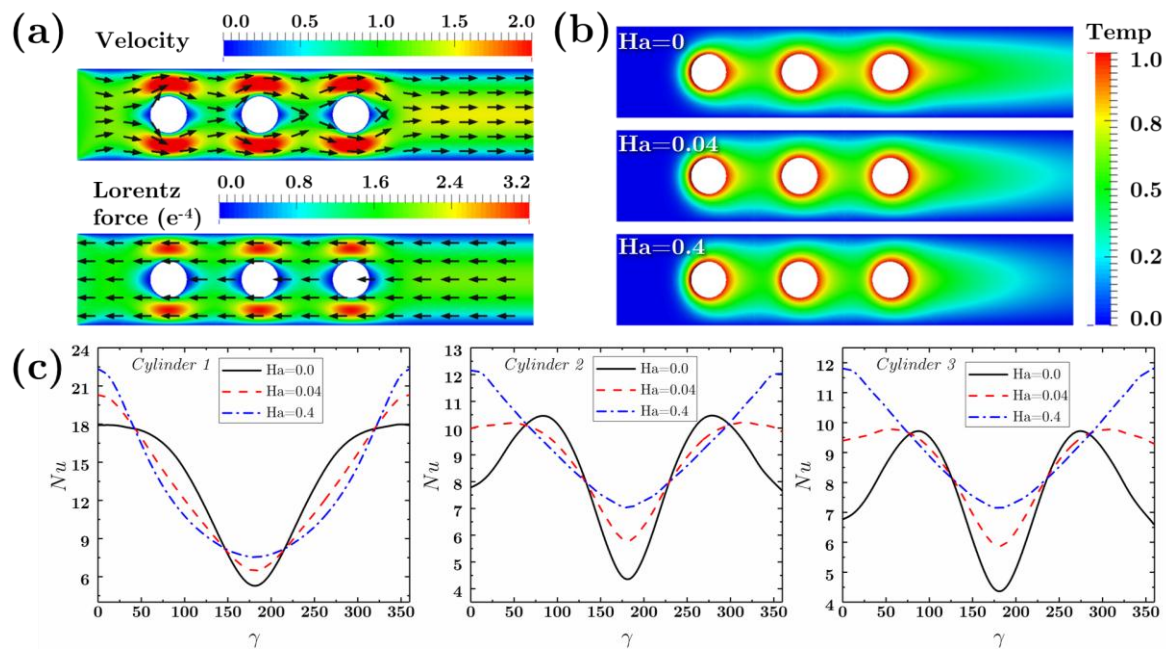 (a)
Velocity
0.0 0.5 1.0 1.5 2.0
Lorentz
force (e-4)
0.0 0.8 1.6 2.4 3.2
(b)
Ha=0
Ha=0.04
Ha=0.4
Temp
1.0
1.0
0.5
0.1
0.0
(c)
Cylinder 1
Ha=0.0
Ha=0.04
Ha=0.4
Nu
24
21
18
15
12
9
6
0 50 100 150 200 250 300 350
γ
Cylinder 2
Ha=0.0
Ha=0.04
Ha=0.4
Nu
13
12
11
10
9
8
7
6
5
4
0 50 100 150 200 250 300 350
γ
Cylinder 3
Ha=0.0
Ha=0.04
Ha=0.4
Nu
13
12
11
10
9
8
7
6
5
4
0 50 100 150 200 250 300 350
γ